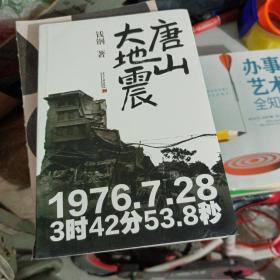 唐山
大地震
钱钢 著
1976.7.28
3时42分53.8秒
办事
艺术
全知